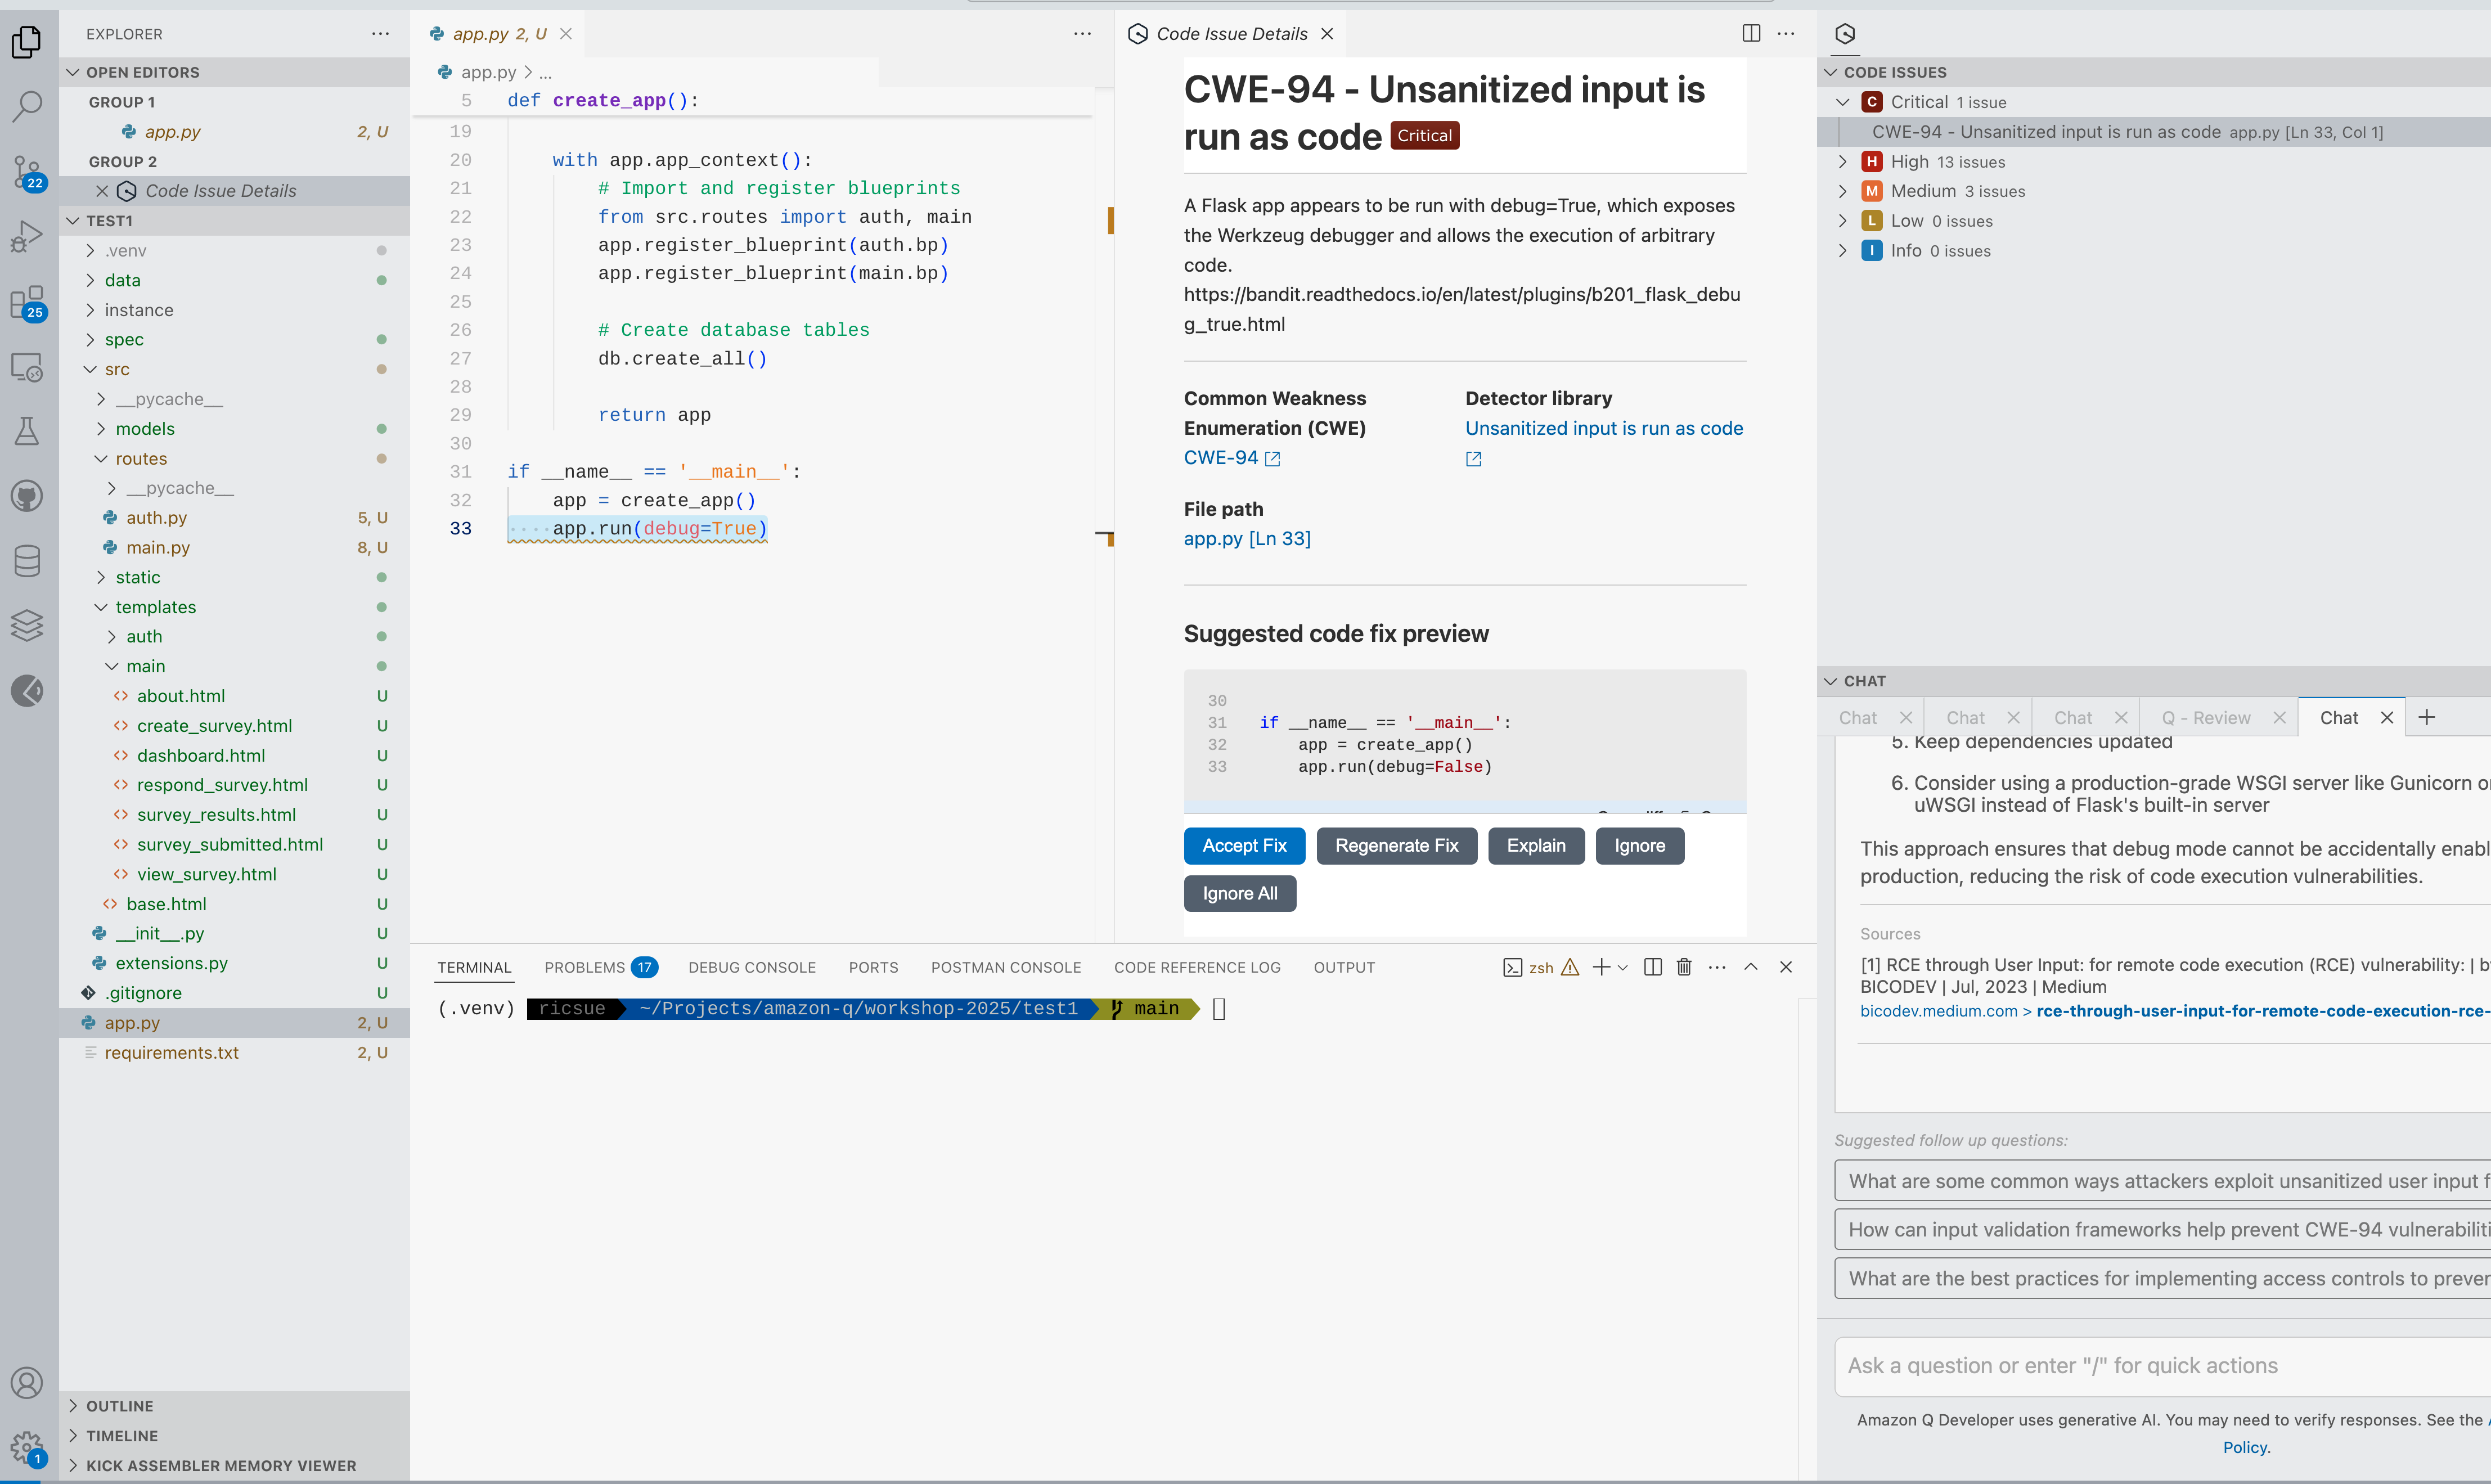 EXPLORER
OPEN EDITORS
GROUP 1
app.py 2, U
GROUP 2
Code Issue Details
TEST1
.venv
data
instance
spec
src
__pycache__
models
routes
__pycache__
auth.py 5, U
main.py 8, U
static
templates
auth
main
about.html U
create_survey.html U
dashboard.html U
respond_survey.html U
survey_results.html U
survey_submitted.html U
view_survey.html U
base.html U
__init__.py U
extensions.py U
.gitignore U
app.py 2, U
requirements.txt 2, U
OUTLINE
TIMELINE
KICK ASSEMBLER MEMORY VIEWER
22
25
1
app.py 2, U
app.py > ...
5 def create_app():
19
20 with app.app_context():
21 # Import and register blueprints
22 from src.routes import auth, main
23 app.register_blueprint(auth.bp)
24 app.register_blueprint(main.bp)
25
26 # Create database tables
27 db.create_all()
28
29 return app
30
31 if __name__ == '__main__':
32 app = create_app()
33 ····app.run(debug=True)
Code Issue Details
CWE-94 - Unsanitized input is
run as code Critical
A Flask app appears to be run with debug=True, which exposes
the Werkzeug debugger and allows the execution of arbitrary
code.
https://bandit.readthedocs.io/en/latest/plugins/b201_flask_debu
g_true.html
Common Weakness
Enumeration (CWE)
CWE-94
Detector library
Unsanitized input is run as code
File path
app.py [Ln 33]
Suggested code fix preview
30
31 if __name__ == '__main__':
32 app = create_app()
33 app.run(debug=False)
Accept Fix Regenerate Fix Explain Ignore
Ignore All
TERMINAL PROBLEMS 17 DEBUG CONSOLE PORTS POSTMAN CONSOLE CODE REFERENCE LOG OUTPUT zsh
(.venv) ricsue ~/Projects/amazon-q/workshop-2025/test1 main
CODE ISSUES
C Critical 1 issue
CWE-94 - Unsanitized input is run as code app.py [Ln 33, Col 1]
H High 13 issues
M Medium 3 issues
L Low 0 issues
I Info 0 issues
CHAT
Chat Chat Chat Q - Review Chat
5. Keep dependencies updated
6. Consider using a production-grade WSGI server like Gunicorn or
uWSGI instead of Flask's built-in server
This approach ensures that debug mode cannot be accidentally enabl
production, reducing the risk of code execution vulnerabilities.
Sources
[1] RCE through User Input: for remote code execution (RCE) vulnerability: | b
BICODEV | Jul, 2023 | Medium
bicodev.medium.com > rce-through-user-input-for-remote-code-execution-rce-
Suggested follow up questions:
What are some common ways attackers exploit unsanitized user input f
How can input validation frameworks help prevent CWE-94 vulnerabiliti
What are the best practices for implementing access controls to preven
Ask a question or enter "/" for quick actions
Amazon Q Developer uses generative AI. You may need to verify responses. See the
Policy.